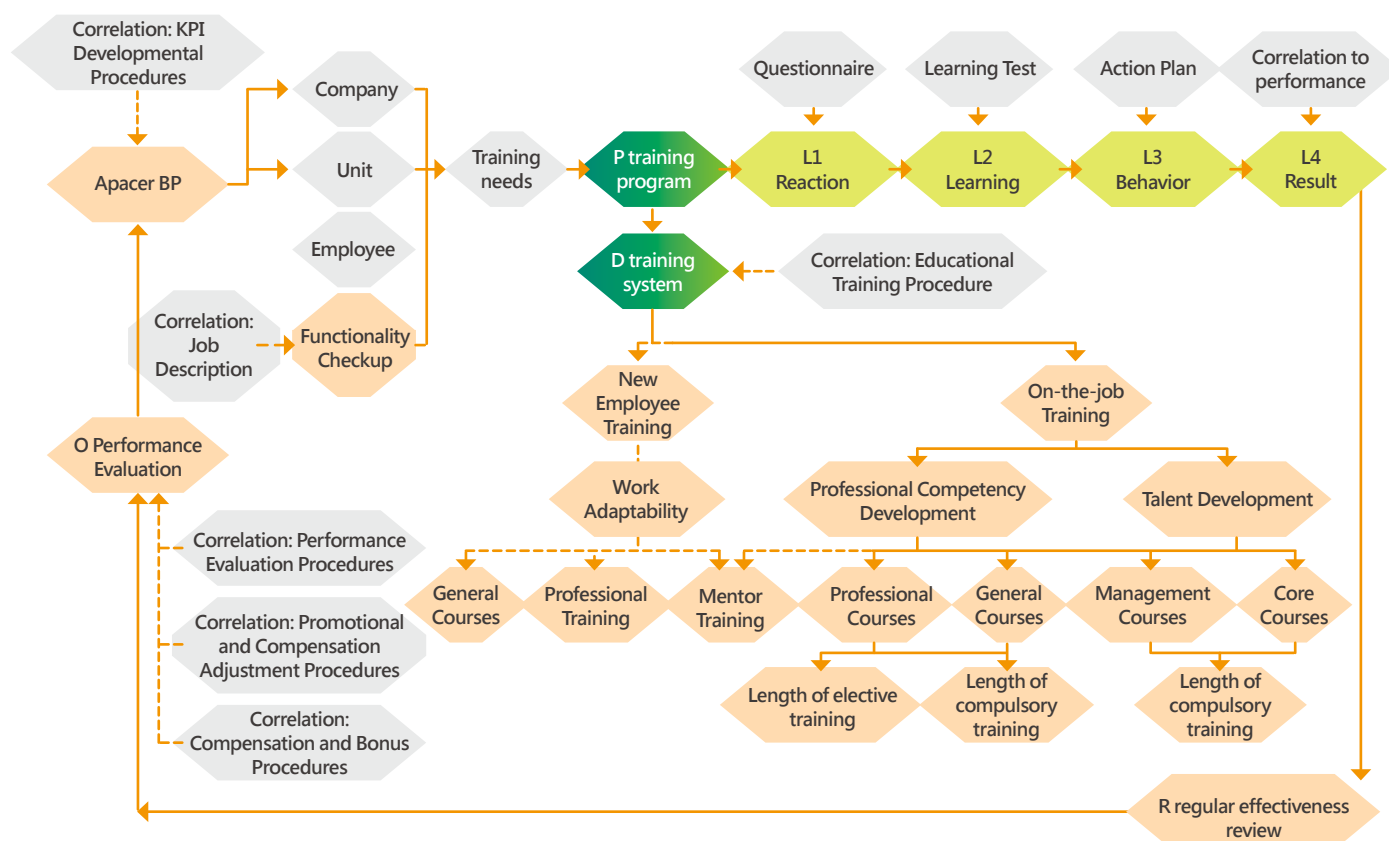 Correlation: KPI
Developmental
Procedures
Apacer BP
Company
Unit
Employee
Correlation:
Job
Description
Functionality
Checkup
Training
needs
P training
program
D training
system
Correlation: Educational
Training Procedure
Questionnaire
Learning Test
Action Plan
Correlation to
performance
L1
Reaction
L2
Learning
L3
Behavior
L4
Result
New
Employee
Training
On-the-job
Training
Work
Adaptability
Professional Competency
Development
Talent Development
General
Courses
Professional
Training
Mentor
Training
Professional
Courses
General
Courses
Management
Courses
Core
Courses
Length of elective
training
Length of
compulsory
training
Length of
compulsory
training
O Performance
Evaluation
Correlation: Performance
Evaluation Procedures
Correlation: Promotional
and Compensation
Adjustment Procedures
Correlation:
Compensation and Bonus
Procedures
R regular effectiveness
review